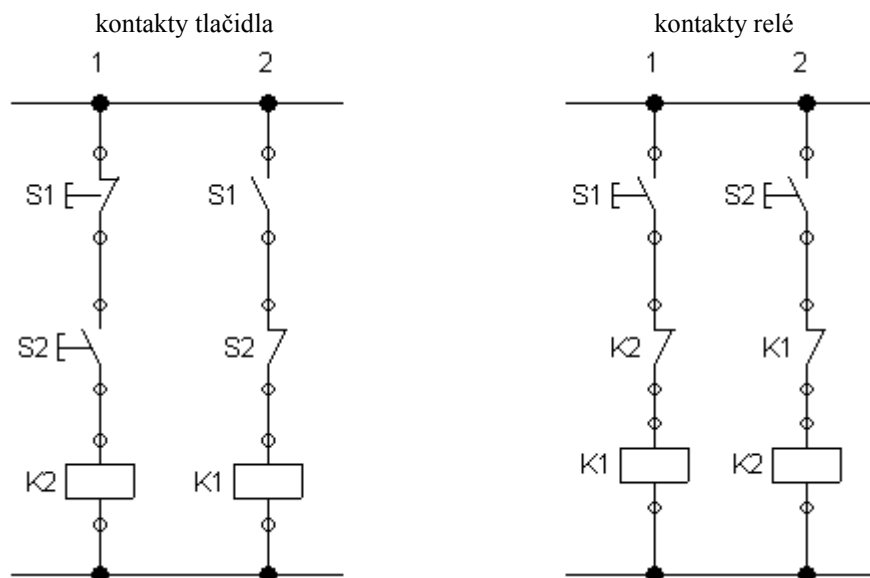 kontakty tlačidla
1 2
S1 S1
S2 S2
K2 K1
kontakty relé
1 2
S1 S2
K2 K1
K1 K2